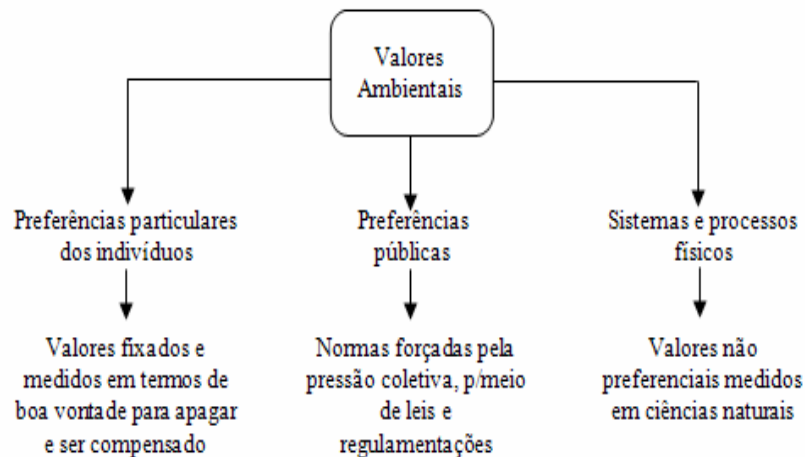 Valores
Ambientais
Preferências particulares
dos indivíduos
Preferências
públicas
Sistemas e processos
físicos
Valores fixados e
medidos em termos de
boa vontade para apagar
e ser compensado
Normas forçadas pela
pressão coletiva, p/meio
de leis e
regulamentações
Valores não
preferenciais medidos
em ciências naturais